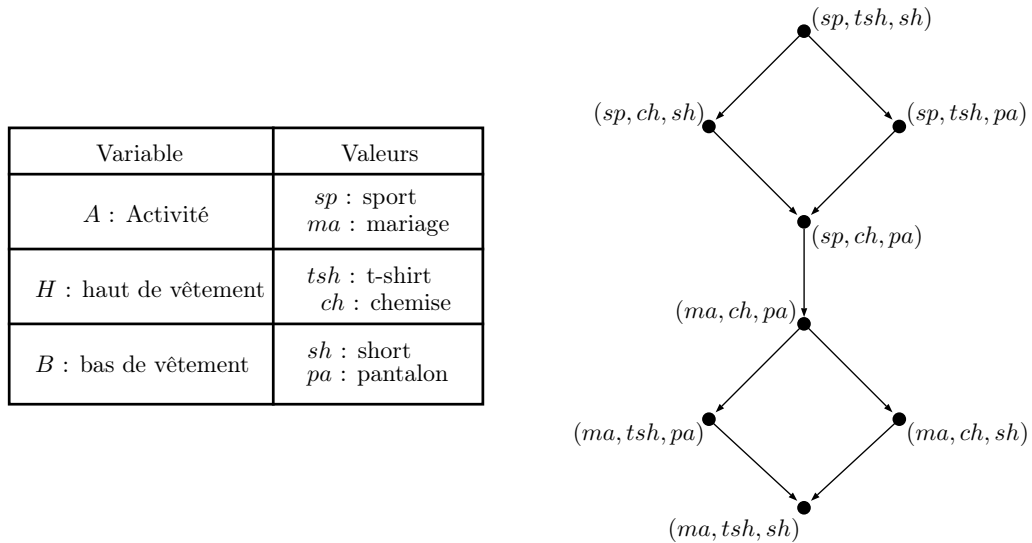 Variable Valeurs
A : Activité
sp : sport
ma : mariage
H : haut de vêtement
tsh : t-shirt
ch : chemise
B : bas de vêtement
sh : short
pa : pantalon
(sp, tsh, sh)
(sp, ch, sh)
(sp, tsh, pa)
(sp, ch, pa)
(ma, ch, pa)
(ma, tsh, pa)
(ma, ch, sh)
(ma, tsh, sh)